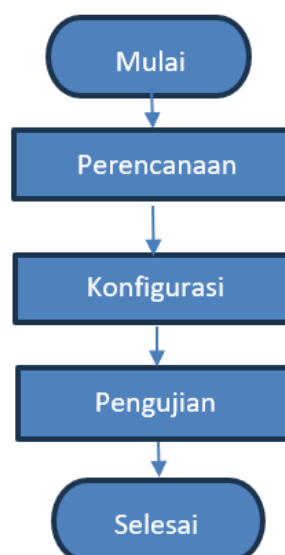 Mulai
Perencanaan
Konfigurasi
Pengujian
Selesai